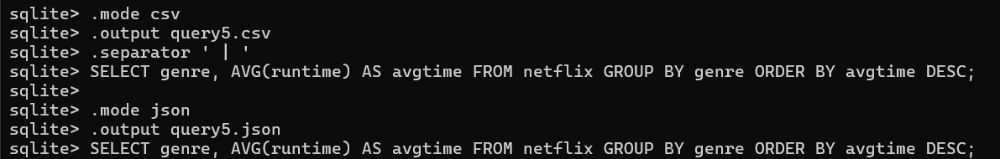 sqlite> .mode csv
sqlite> .output query5.csv
sqlite> .separator ' | '
sqlite> SELECT genre, AVG(runtime) AS avgtime FROM netflix GROUP BY genre ORDER BY avgtime DESC;
sqlite>
sqlite> .mode json
sqlite> .output query5.json
sqlite> SELECT genre, AVG(runtime) AS avgtime FROM netflix GROUP BY genre ORDER BY avgtime DESC;